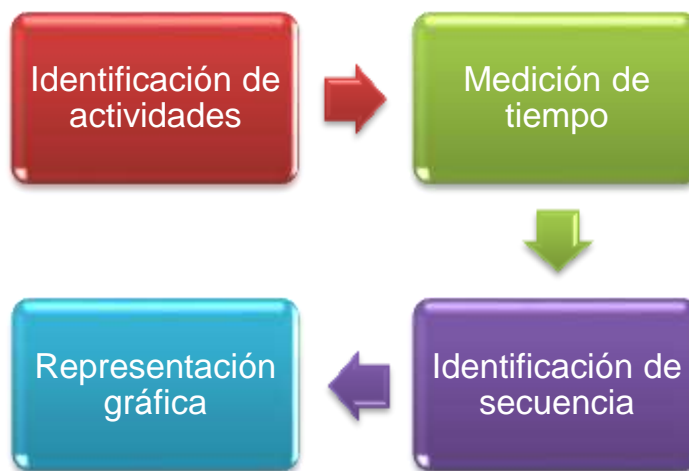 Identificación de
actividades
Medición de
tiempo
Identificación de
secuencia
Representación
gráfica